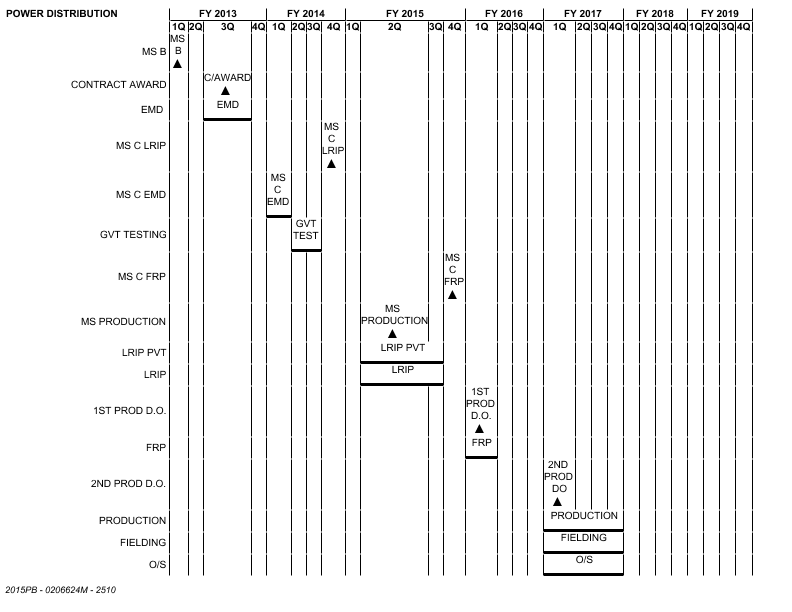 POWER DISTRIBUTION
FY 2013 FY 2014 FY 2015 FY 2016 FY 2017 FY 2018 FY 2019
1Q 2Q 3Q 4Q 1Q 2Q 3Q 4Q 1Q 2Q 3Q 4Q 1Q 2Q 3Q 4Q 1Q 2Q 3Q 4Q 1Q 2Q 3Q 4Q 1Q 2Q 3Q 4Q
MS B
MS
B
CONTRACT AWARD
C/AWARD
EMD
EMD
MS C LRIP
MS
C
LRIP
MS C EMD
MS
C
EMD
GVT TESTING
GVT
TEST
MS C FRP
MS
C
FRP
MS PRODUCTION
MS
PRODUCTION
LRIP PVT
LRIP PVT
LRIP
LRIP
1ST PROD D.O.
1ST
PROD
D.O.
FRP
FRP
2ND PROD D.O.
2ND
PROD
DO
PRODUCTION
PRODUCTION
FIELDING
FIELDING
O/S
O/S
2015PB - 0206624M - 2510